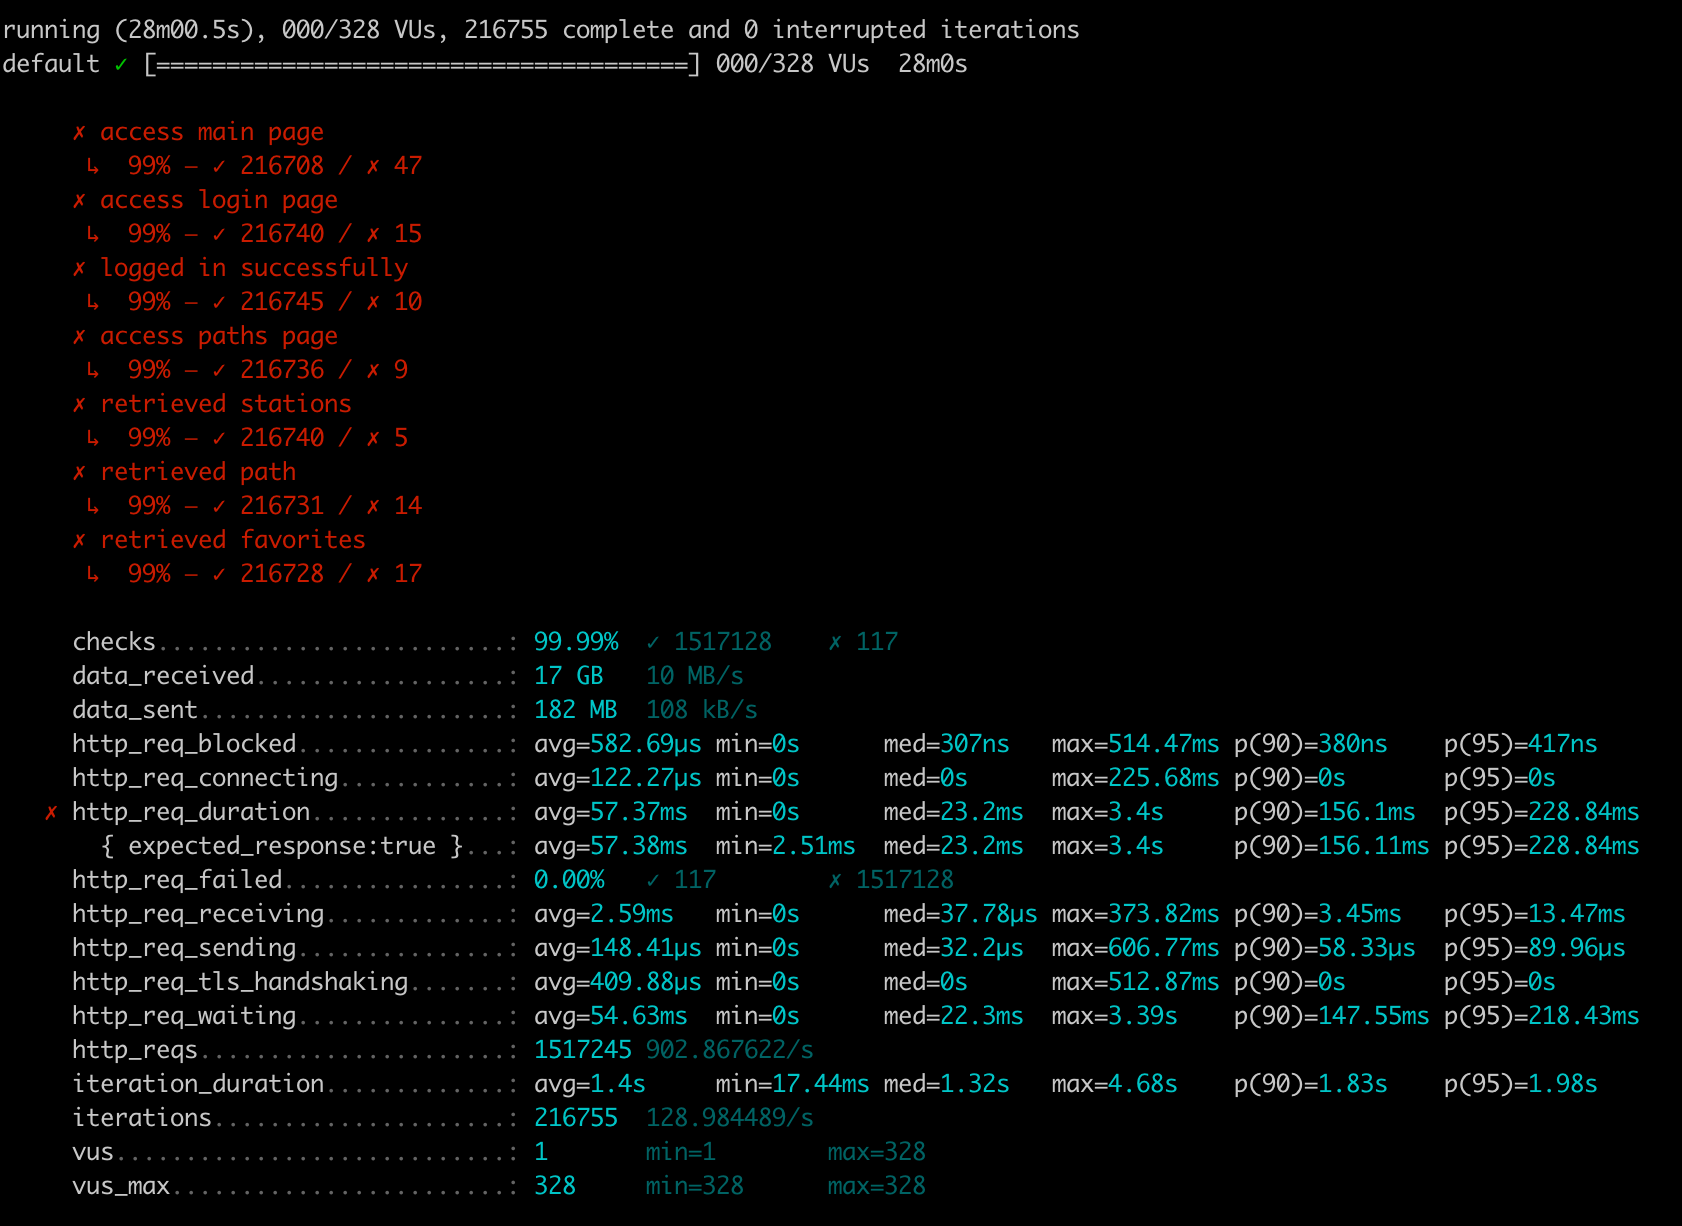 running (28m00.5s), 000/328 VUs, 216755 complete and 0 interrupted iterations
default ✓ [======================================] 000/328 VUs  28m0s
✗ access main page
↳  99% — ✓ 216708 / ✗ 47
✗ access login page
↳  99% — ✓ 216740 / ✗ 15
✗ logged in successfully
↳  99% — ✓ 216745 / ✗ 10
✗ access paths page
↳  99% — ✓ 216736 / ✗ 9
✗ retrieved stations
↳  99% — ✓ 216740 / ✗ 5
✗ retrieved path
↳  99% — ✓ 216731 / ✗ 14
✗ retrieved favorites
↳  99% — ✓ 216728 / ✗ 17
checks.........................: 99.99%  ✓ 1517128    ✗ 117
data_received..................: 17 GB   10 MB/s
data_sent......................: 182 MB  108 kB/s
http_req_blocked...............: avg=582.69µs min=0s      med=307ns   max=514.47ms p(90)=380ns    p(95)=417ns
http_req_connecting............: avg=122.27µs min=0s      med=0s      max=225.68ms p(90)=0s       p(95)=0s
✗ http_req_duration..............: avg=57.37ms  min=0s      med=23.2ms  max=3.4s     p(90)=156.1ms  p(95)=228.84ms
{ expected_response:true }...: avg=57.38ms  min=2.51ms  med=23.2ms  max=3.4s     p(90)=156.11ms p(95)=228.84ms
http_req_failed................: 0.00%   ✓ 117        ✗ 1517128
http_req_receiving.............: avg=2.59ms   min=0s      med=37.78µs max=373.82ms p(90)=3.45ms   p(95)=13.47ms
http_req_sending...............: avg=148.41µs min=0s      med=32.2µs  max=606.77ms p(90)=58.33µs  p(95)=89.96µs
http_req_tls_handshaking.......: avg=409.88µs min=0s      med=0s      max=512.87ms p(90)=0s       p(95)=0s
http_req_waiting...............: avg=54.63ms  min=0s      med=22.3ms  max=3.39s    p(90)=147.55ms p(95)=218.43ms
http_reqs......................: 1517245 902.867622/s
iteration_duration.............: avg=1.4s     min=17.44ms med=1.32s   max=4.68s    p(90)=1.83s    p(95)=1.98s
iterations.....................: 216755  128.984489/s
vus............................: 1       min=1        max=328
vus_max........................: 328     min=328      max=328